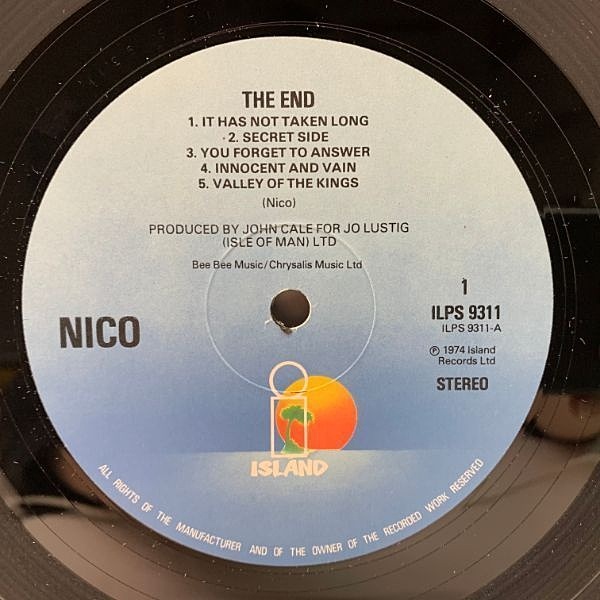 THE END
1. IT HAS NOT TAKEN LONG
2. SECRET SIDE
3. YOU FORGET TO ANSWER
4. INNOCENT AND VAIN
5. VALLEY OF THE KINGS
(Nico)
PRODUCED BY JOHN CALE FOR JO LUSTIG
(ISLE OF MAN) LTD
Bee Bee Music/Chrysalis Music Ltd
1
ILPS 9311
ILPS 9311-A
NICO
℗ 1974 Island
Records Ltd
STEREO
i
ISLAND
ALL RIGHTS OF THE MANUFACTURER AND OF THE OWNER OF THE RECORDED WORK RESERVED